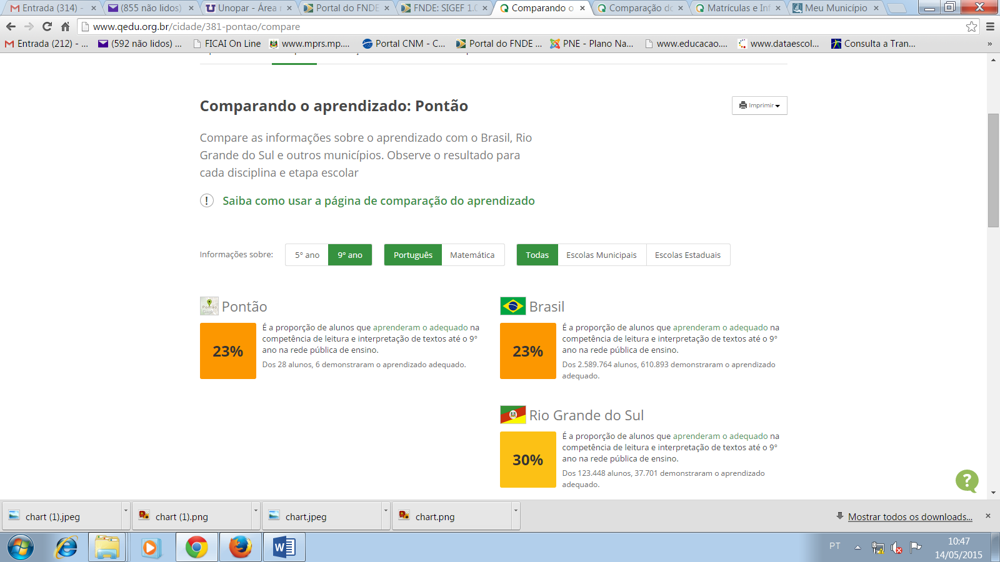 Entrada (314) -
(855 não lidos)
Unopar - Área
Portal do FNDE
FNDE: SIGEF 1.0
Comparando o
Comparação do
Matrículas e Inf
Meu Município
www.qedu.org.br/cidade/381-pontao/compare
Entrada (212) - ...
(592 não lidos) ...
FICAI On Line
www.mprs.mp....
Portal CNM - C...
Portal do FNDE ...
PNE - Plano Na...
www.educacao....
www.dataescol...
Consulta a Tran...
»
Comparando o aprendizado: Pontão
Imprimir
Compare as informações sobre o aprendizado com o Brasil, Rio
Grande do Sul e outros municípios. Observe o resultado para
cada disciplina e etapa escolar
! Saiba como usar a página de comparação do aprendizado
Informações sobre: 5º ano 9º ano Português Matemática Todas Escolas Municipais Escolas Estaduais
Pontão
23%
É a proporção de alunos que aprenderam o adequado na
competência de leitura e interpretação de textos até o 9º
ano na rede pública de ensino.
Dos 28 alunos, 6 demonstraram o aprendizado adequado.
Brasil
23%
É a proporção de alunos que aprenderam o adequado na
competência de leitura e interpretação de textos até o 9º
ano na rede pública de ensino.
Dos 2.589.764 alunos, 610.893 demonstraram o aprendizado
adequado.
Rio Grande do Sul
30%
É a proporção de alunos que aprenderam o adequado na
competência de leitura e interpretação de textos até o 9º
ano na rede pública de ensino.
Dos 123.448 alunos, 37.701 demonstraram o aprendizado
adequado.
?
chart (1).jpeg
chart (1).png
chart.jpeg
chart.png
Mostrar todos os downloads...
PT
10:47
14/05/2015